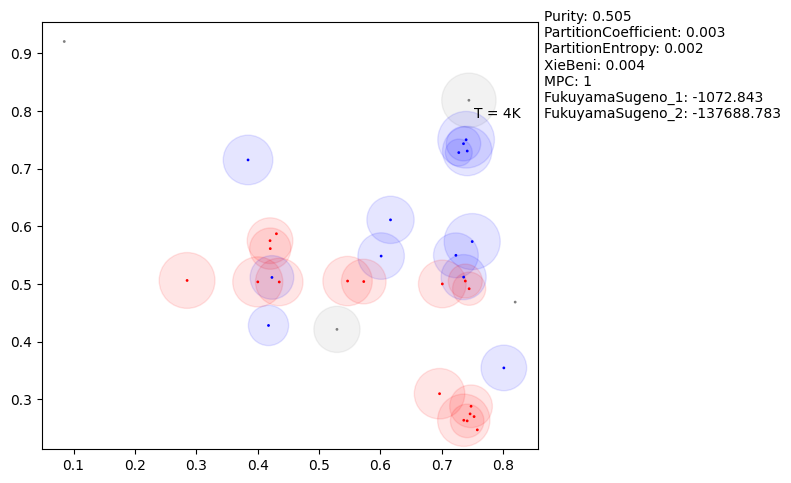 Purity: 0.505
PartitionCoefficient: 0.003
PartitionEntropy: 0.002
XieBeni: 0.004
MPC: 1
FukuyamaSugeno_1: -1072.843
FukuyamaSugeno_2: -137688.783
T = 4K
0.9
0.8
0.7
0.6
0.5
0.4
0.3
0.1 0.2 0.3 0.4 0.5 0.6 0.7 0.8